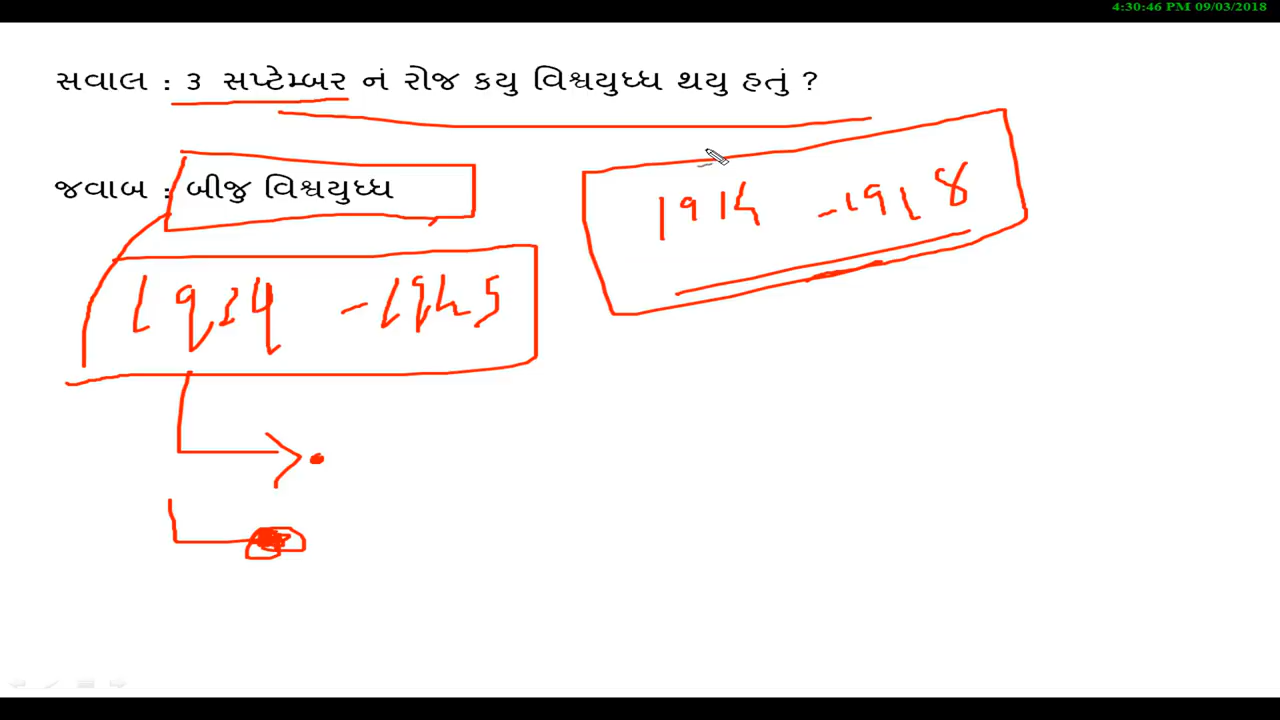 4:30:46 PM 09/03/2018
સવાલ : 3 સપ્ટેમ્બર નં રોજ કયુ વિશ્વયુધ્ધ થયુ હતું ?
જવાબ : બીજુ વિશ્વયુધ્ધ
1914 - 1918
- 1945